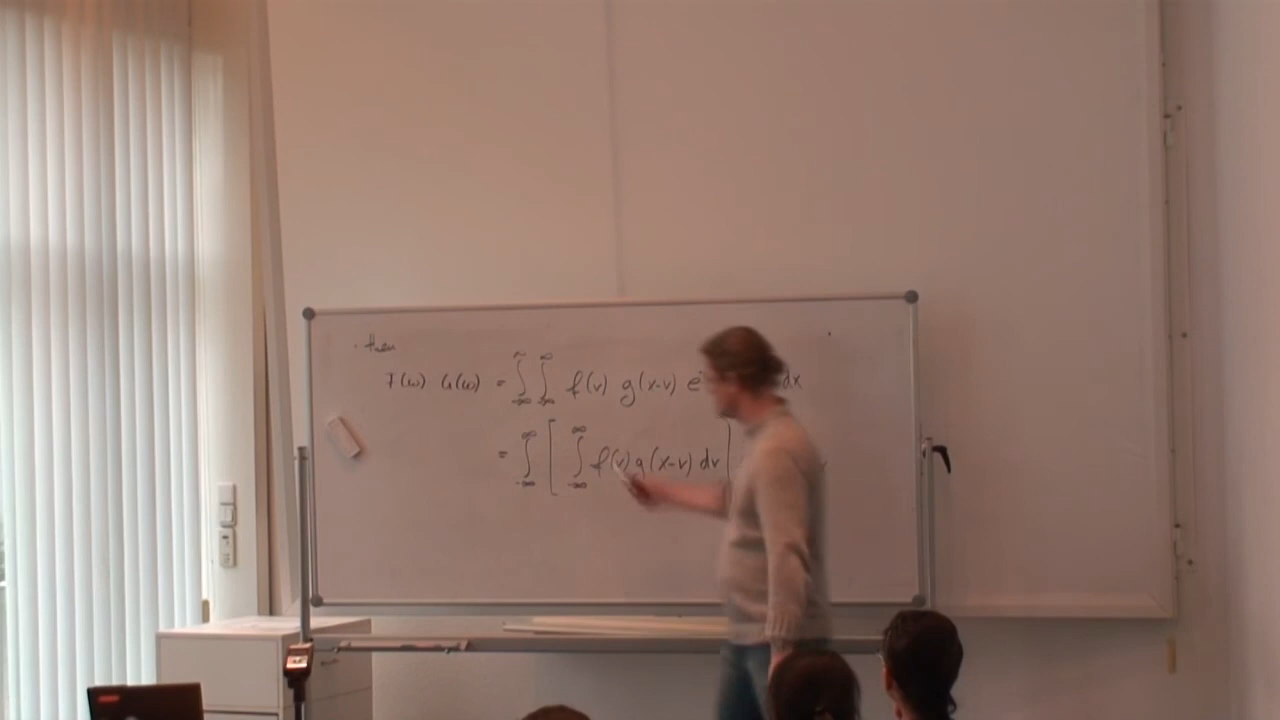 · then
F(ω) G(ω) = ∫_{-∞}^{∞} ∫_{-∞}^{∞} f(v) g(x-v) e dx
= ∫_{-∞}^{∞} [ ∫_{-∞}^{∞} f(v) g(x-v) dv ]